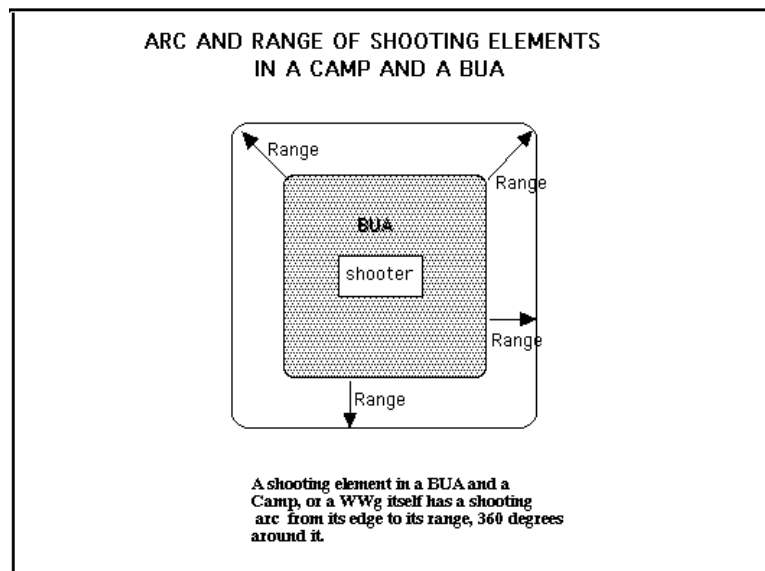 ARC AND RANGE OF SHOOTING ELEMENTS
IN A CAMP AND A BUA
Range
Range
BUA
shooter
Range
Range
A shooting element in a BUA and a
Camp, or a WWg itself has a shooting
arc from its edge to its range, 360 degrees
around it.